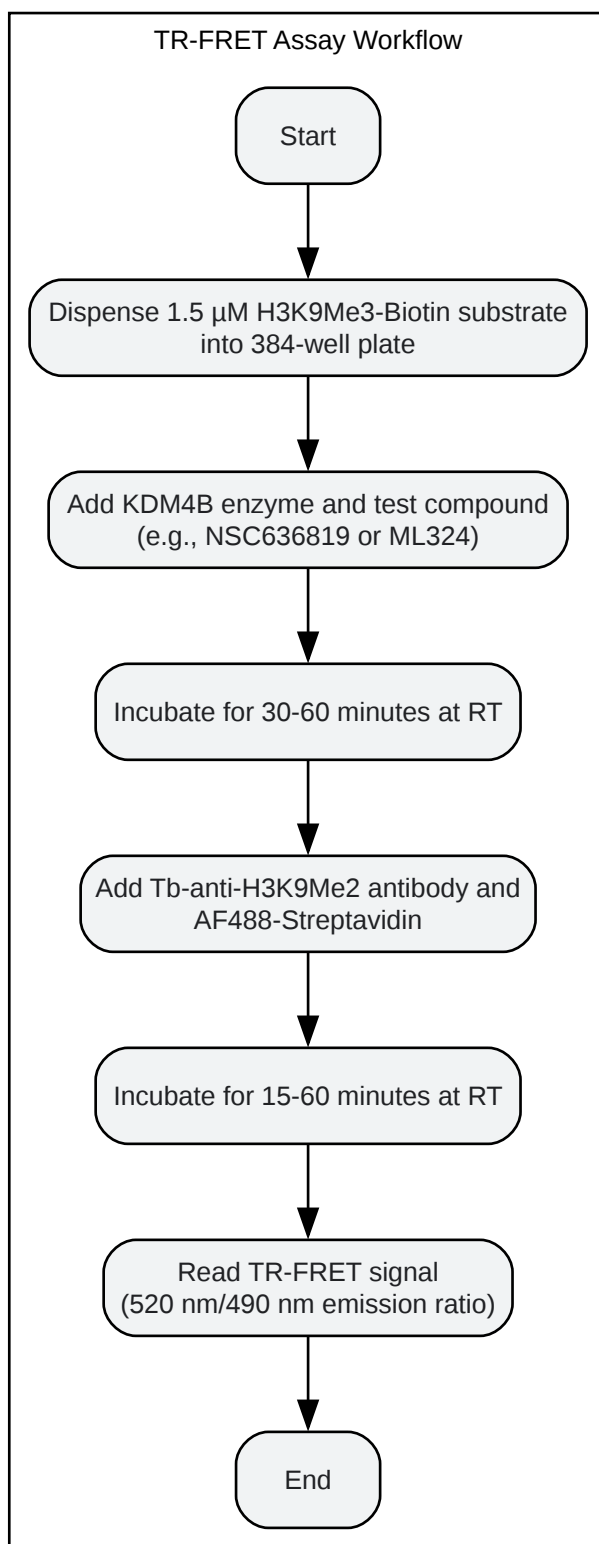 TR-FRET Assay Workflow
Start
Dispense 1.5 µM H3K9Me3-Biotin substrate
into 384-well plate
Add KDM4B enzyme and test compound
(e.g., NSC636819 or ML324)
Incubate for 30-60 minutes at RT
Add Tb-anti-H3K9Me2 antibody and
AF488-Streptavidin
Incubate for 15-60 minutes at RT
Read TR-FRET signal
(520 nm/490 nm emission ratio)
End